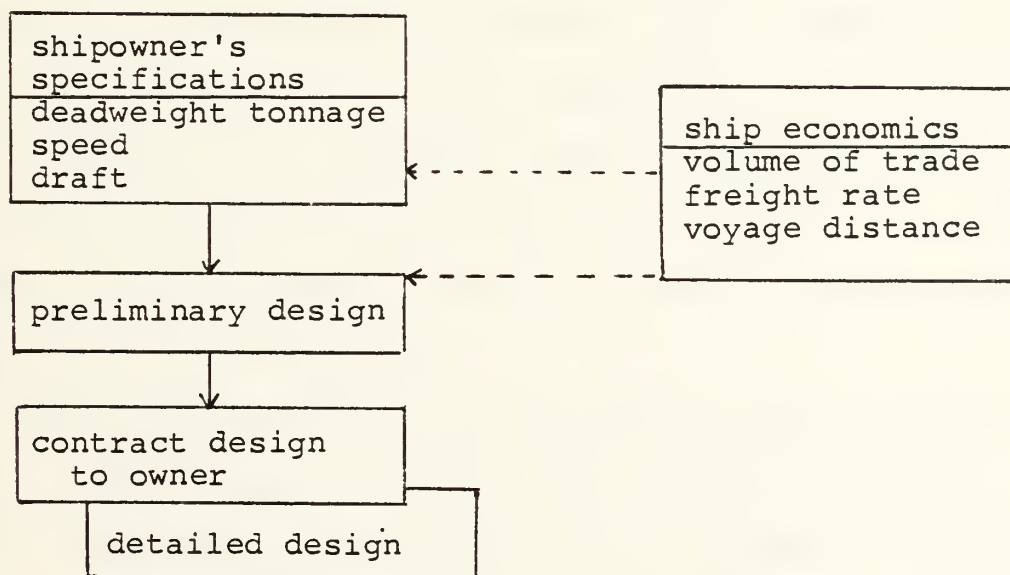 shipowner's
specifications
deadweight tonnage
speed
draft
ship economics
volume of trade
freight rate
voyage distance
preliminary design
contract design
to owner
detailed design